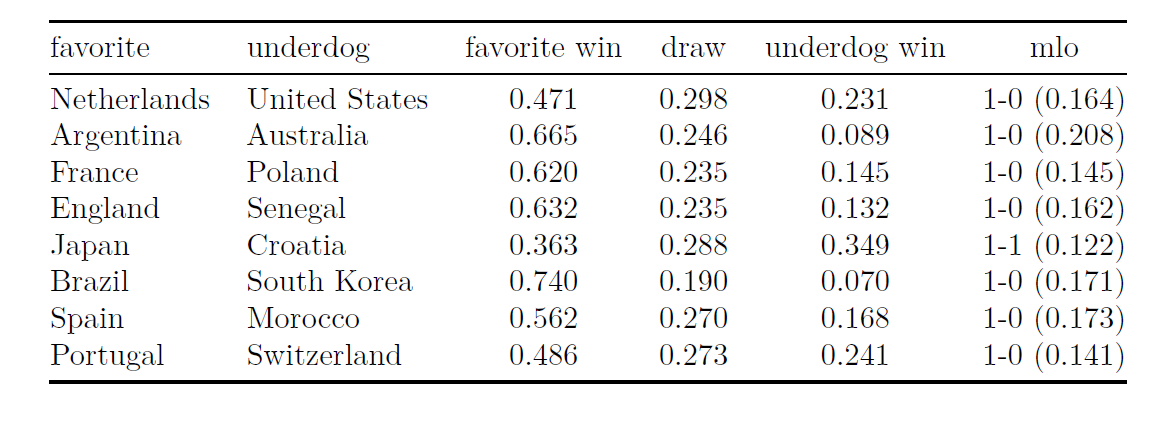 favorite underdog favorite win draw underdog win mlo
Netherlands United States 0.471 0.298 0.231 1-0 (0.164)
Argentina Australia 0.665 0.246 0.089 1-0 (0.208)
France Poland 0.620 0.235 0.145 1-0 (0.145)
England Senegal 0.632 0.235 0.132 1-0 (0.162)
Japan Croatia 0.363 0.288 0.349 1-1 (0.122)
Brazil South Korea 0.740 0.190 0.070 1-0 (0.171)
Spain Morocco 0.562 0.270 0.168 1-0 (0.173)
Portugal Switzerland 0.486 0.273 0.241 1-0 (0.141)